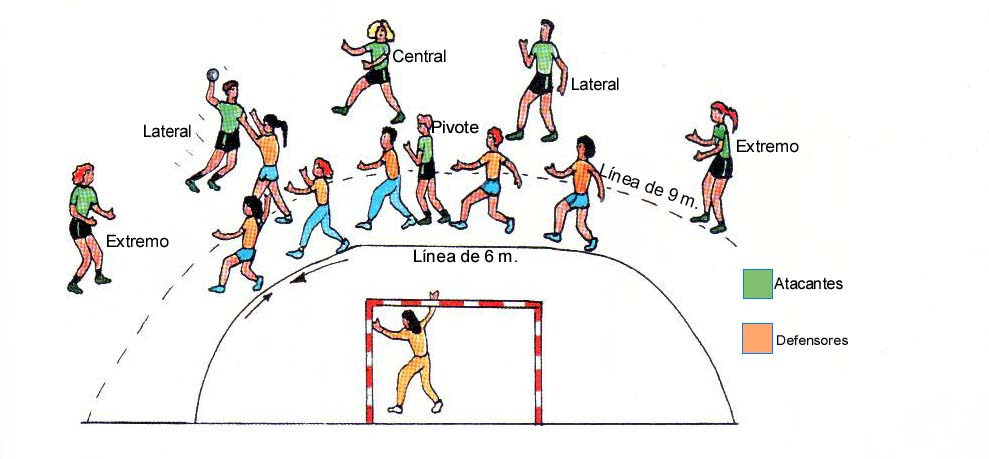 Central
Lateral
Lateral
Pivote
Extremo
Línea de 9 m.
Extremo
Línea de 6 m.
Atacantes
Defensores